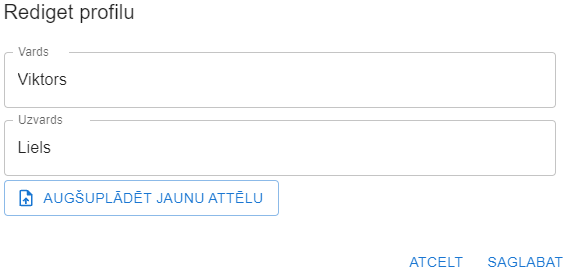 Rediget profilu
Vards
Viktors
Uzvards
Liels
AUGŠUPLĀDĒT JAUNU ATTĒLU
ATCELT SAGLABAT